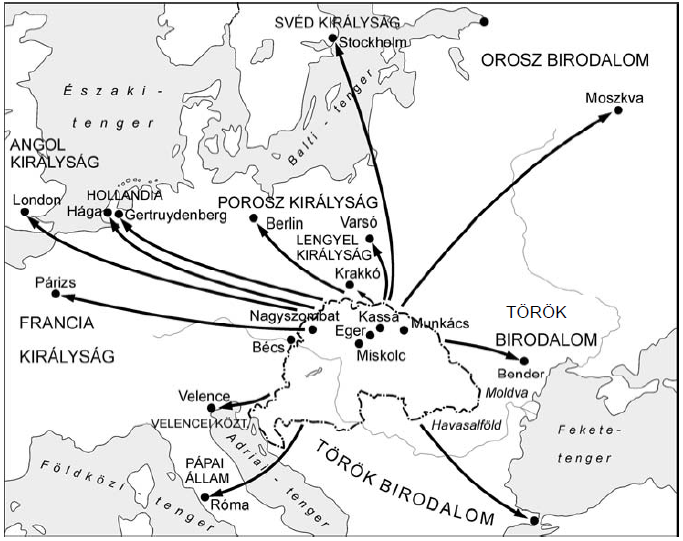 SVÉD KIRÁLYSÁG
Stockholm
OROSZ BIRODALOM
Moszkva
Északi-
tenger
Balti - tenger
ANGOL
KIRÁLYSÁG
London
HOLLANDIA
Hága
Gertruydenberg
POROSZ KIRÁLYSÁG
Berlin
Varsó
LENGYEL
KIRÁLYSÁG
Krakkó
Párizs
FRANCIA
KIRÁLYSÁG
Nagyszombat
Kassa
Eger
Munkács
Miskolc
Bécs
TÖRÖK
BIRODALOM
Bender
Moldva
Havasalföld
Velence
VELENCEI KÖZT.
Adriai - tenger
Fekete-
tenger
PÁPAI
ÁLLAM
Róma
TÖRÖK BIRODALOM
Földközi
tenger